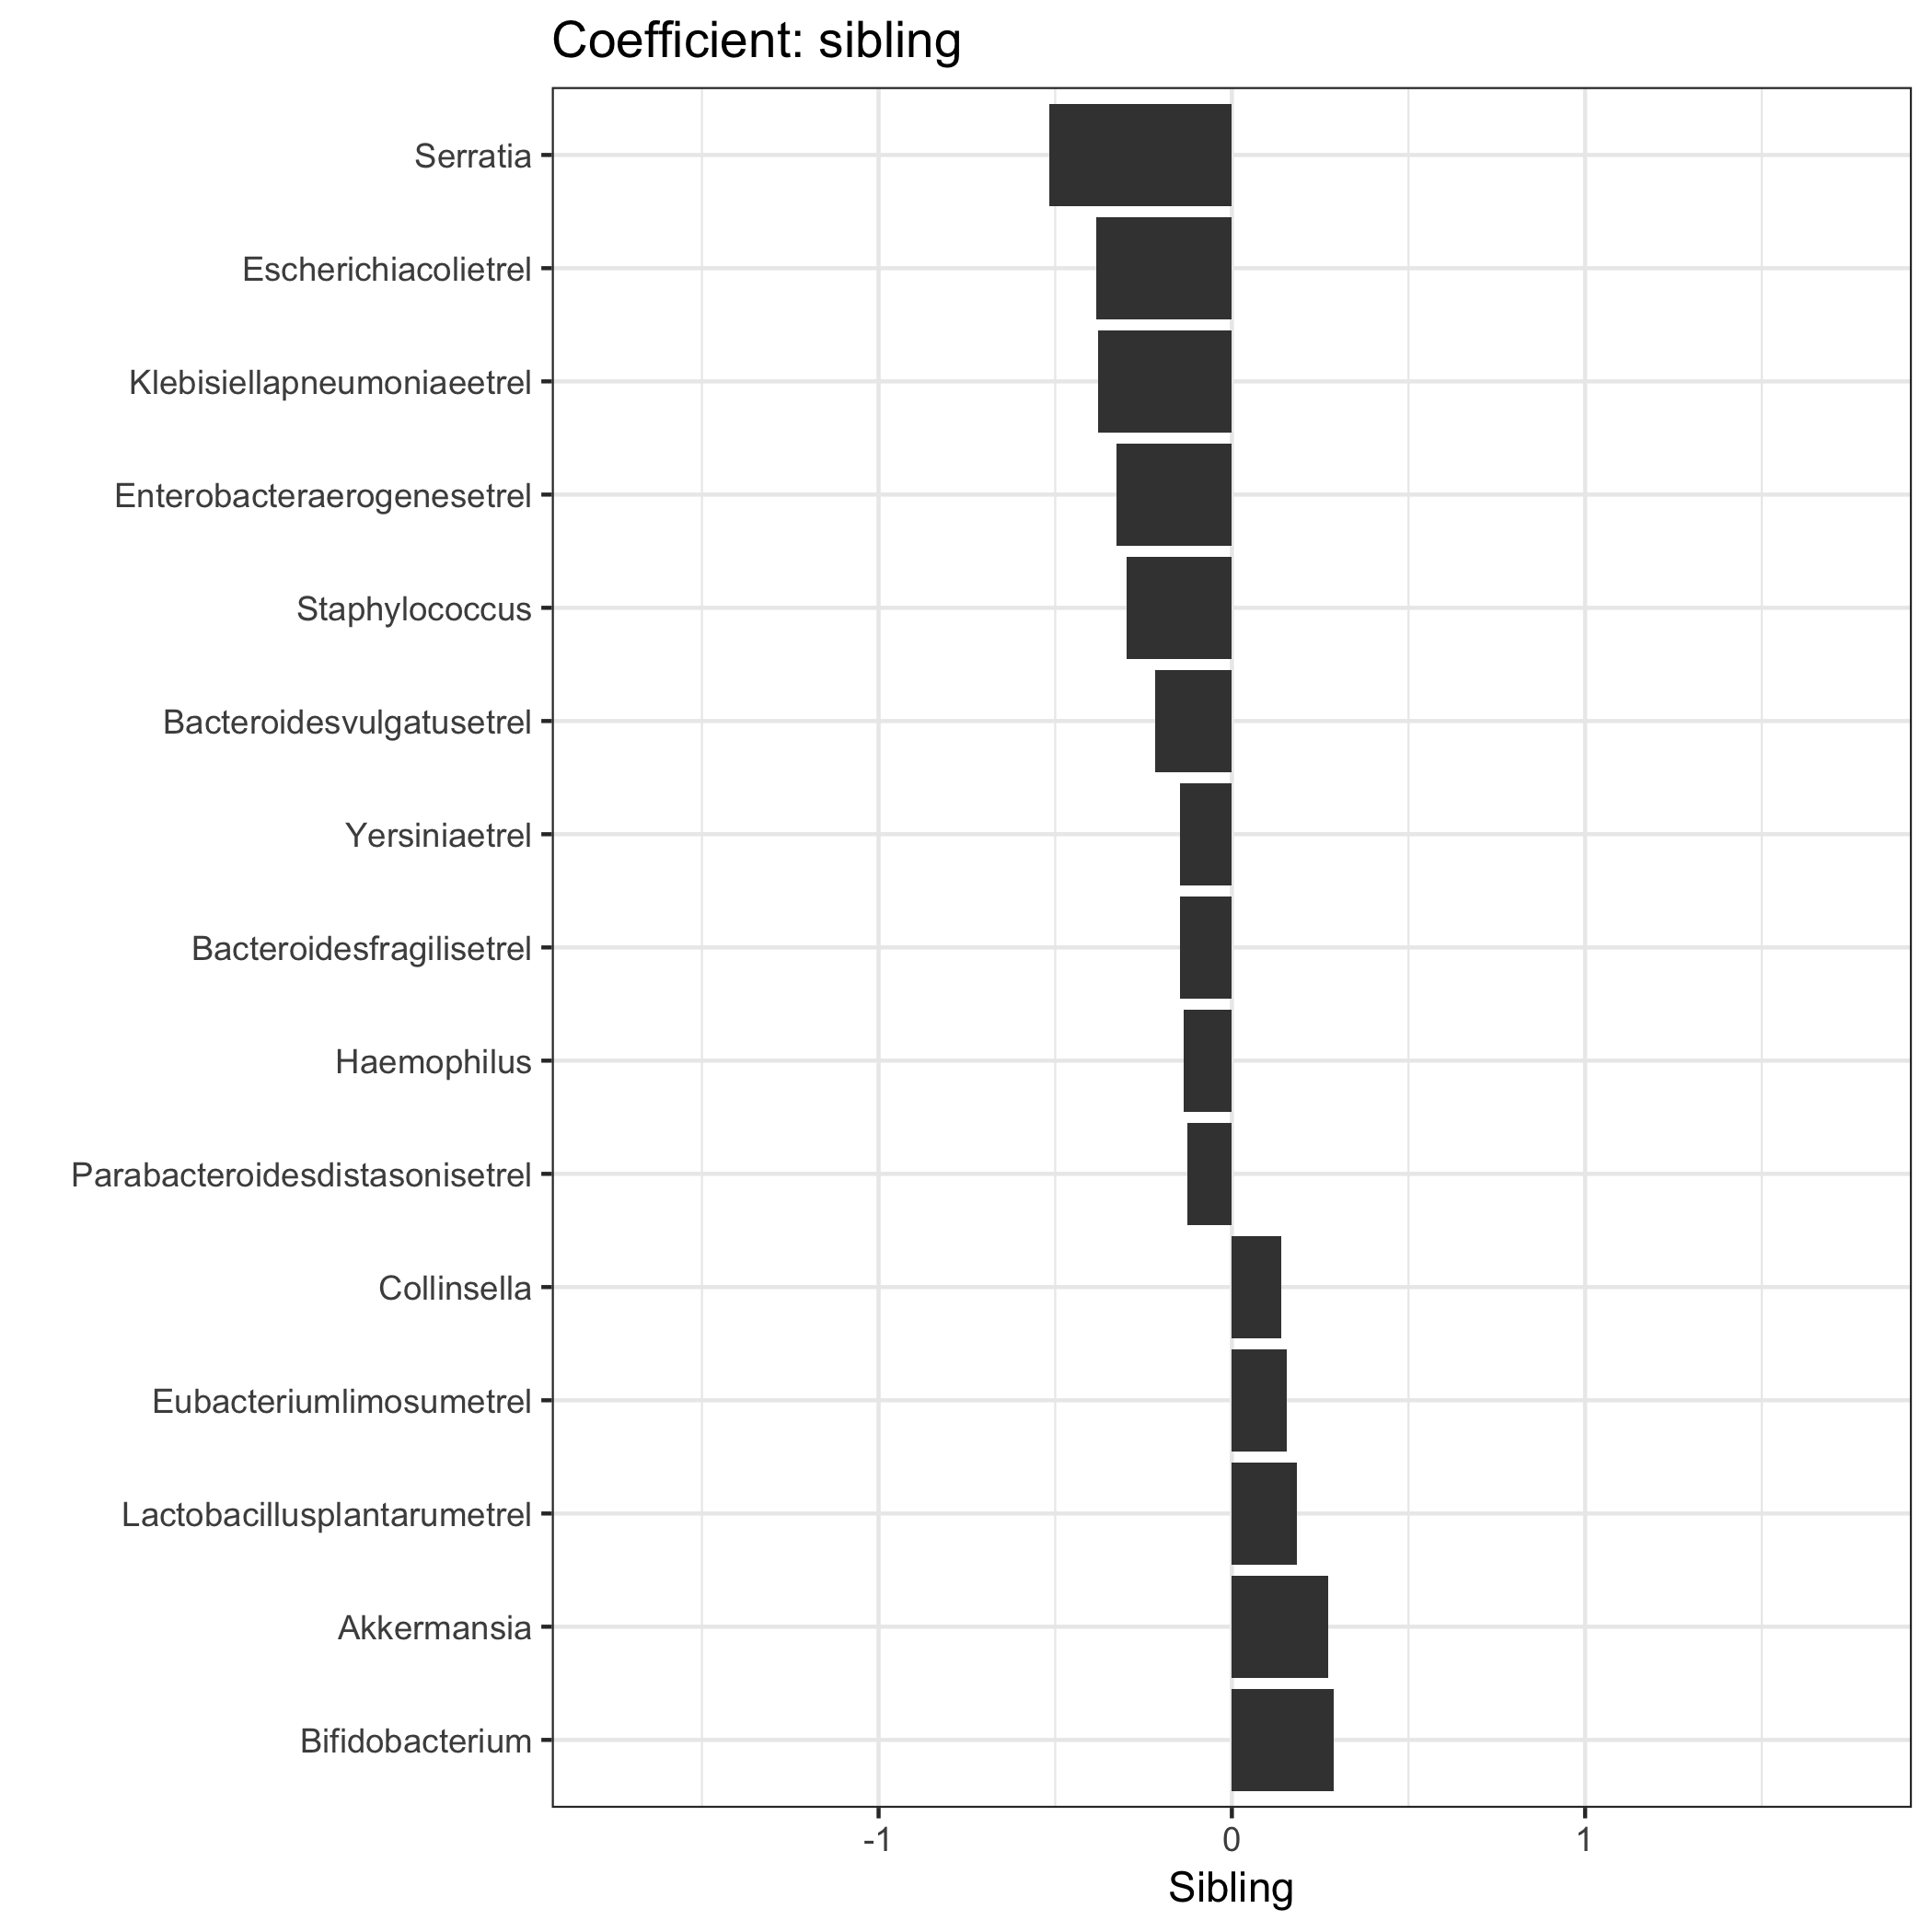 Coefficient: sibling
Serratia
Escherichiacolietrel
Klebisiellapneumoniaeetrel
Enterobacteraerogenesetrel
Staphylococcus
Bacteroidesvulgatusetrel
Yersiniaetrel
Bacteroidesfragilisetrel
Haemophilus
Parabacteroidesdistasonisetrel
Collinsella
Eubacteriumlimosumetrel
Lactobacillusplantarumetrel
Akkermansia
Bifidobacterium
-1 0 1
Sibling